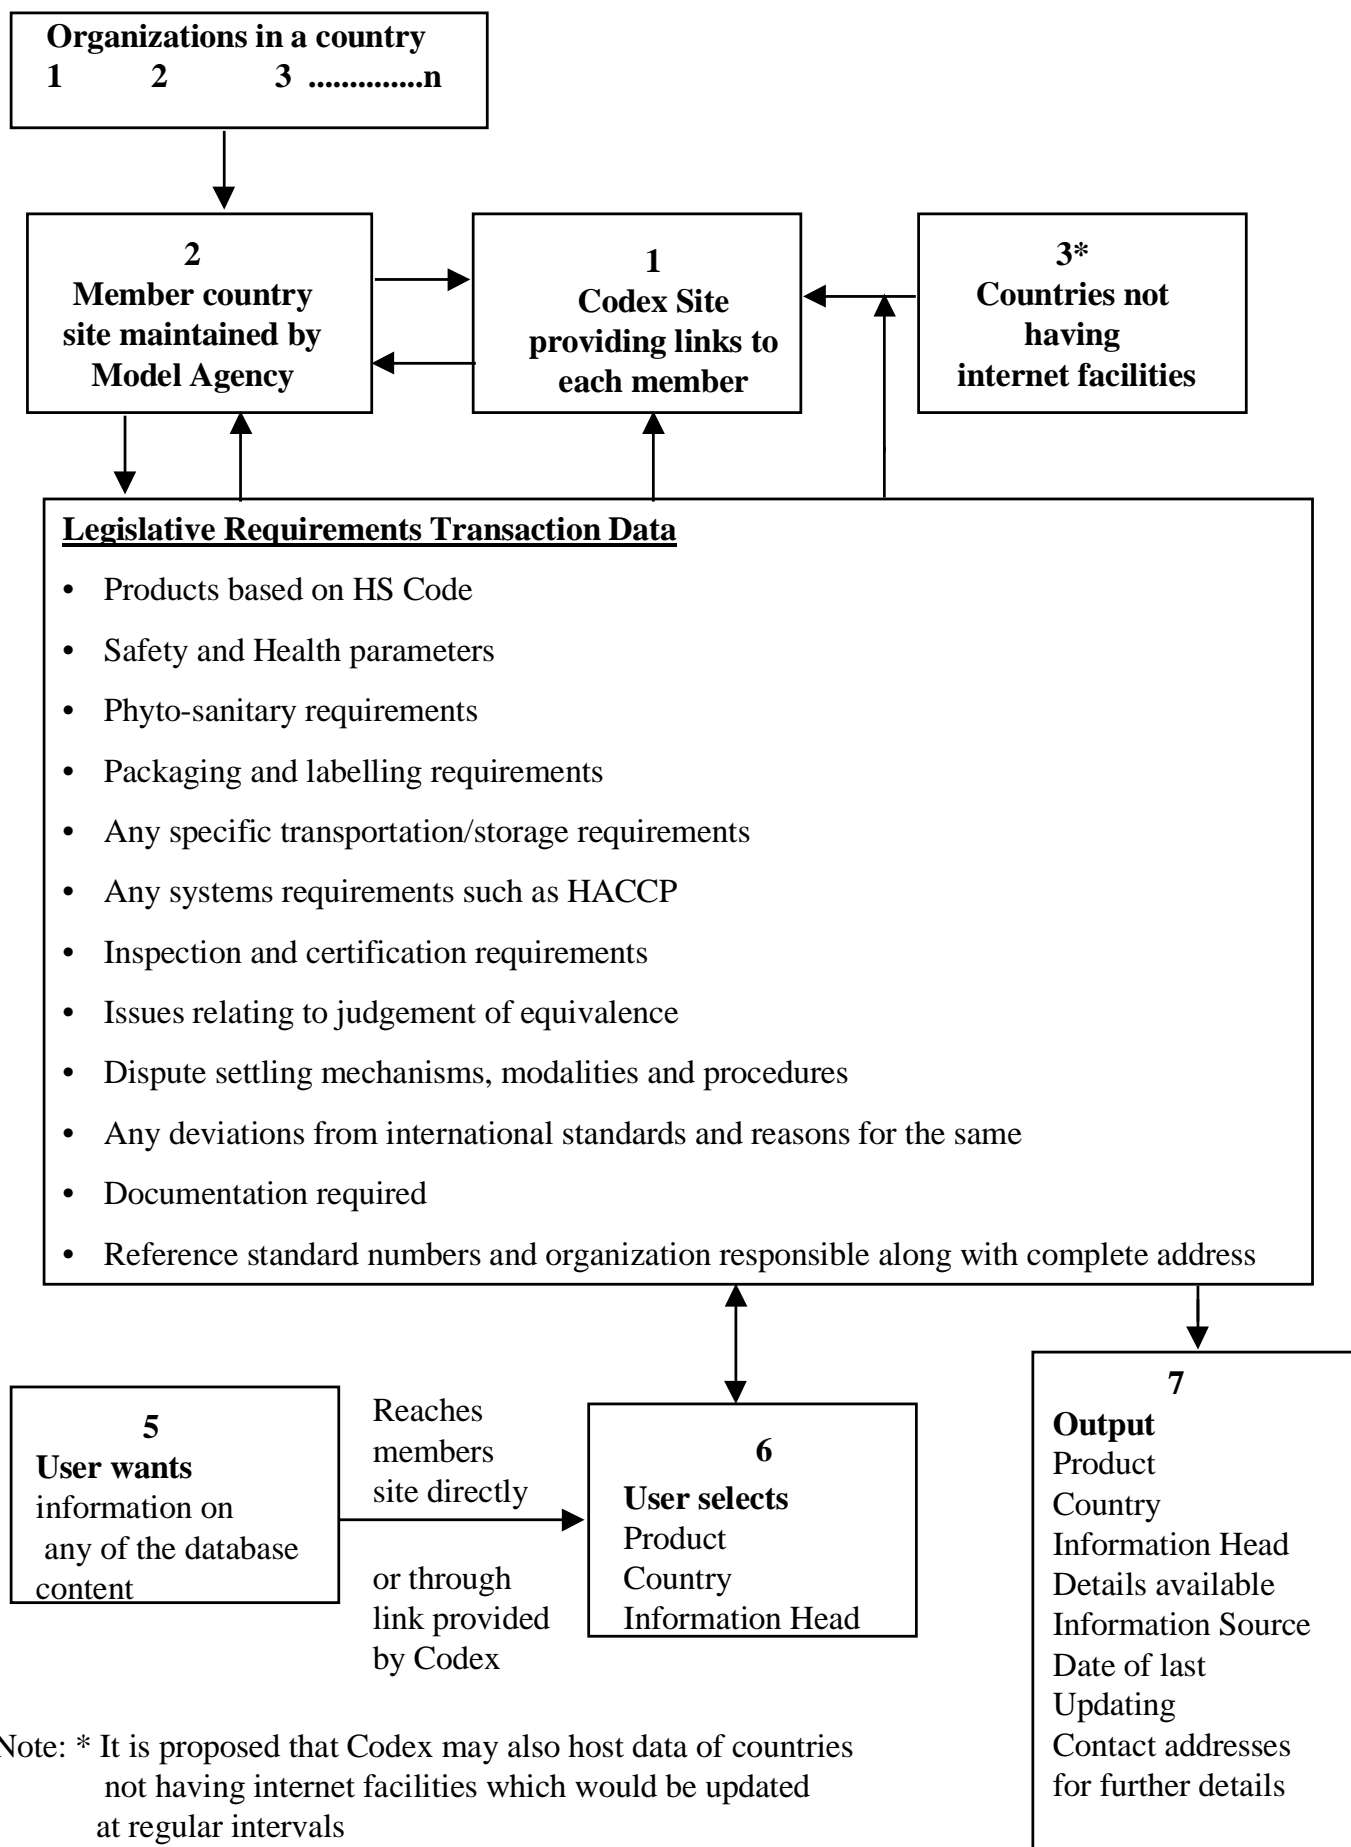 Organizations in a country
1 2 3 ..............n
2
Member country
site maintained by
Model Agency
1
Codex Site
providing links to
each member
3*
Countries not
having
internet facilities
Legislative Requirements Transaction Data
• Products based on HS Code
• Safety and Health parameters
• Phyto-sanitary requirements
• Packaging and labelling requirements
• Any specific transportation/storage requirements
• Any systems requirements such as HACCP
• Inspection and certification requirements
• Issues relating to judgement of equivalence
• Dispute settling mechanisms, modalities and procedures
• Any deviations from international standards and reasons for the same
• Documentation required
• Reference standard numbers and organization responsible along with complete address
5
User wants
information on
any of the database
content
Reaches
members
site directly
or through
link provided
by Codex
6
User selects
Product
Country
Information Head
7
Output
Product
Country
Information Head
Details available
Information Source
Date of last
Updating
Contact addresses
for further details
Note: * It is proposed that Codex may also host data of countries
not having internet facilities which would be updated
at regular intervals